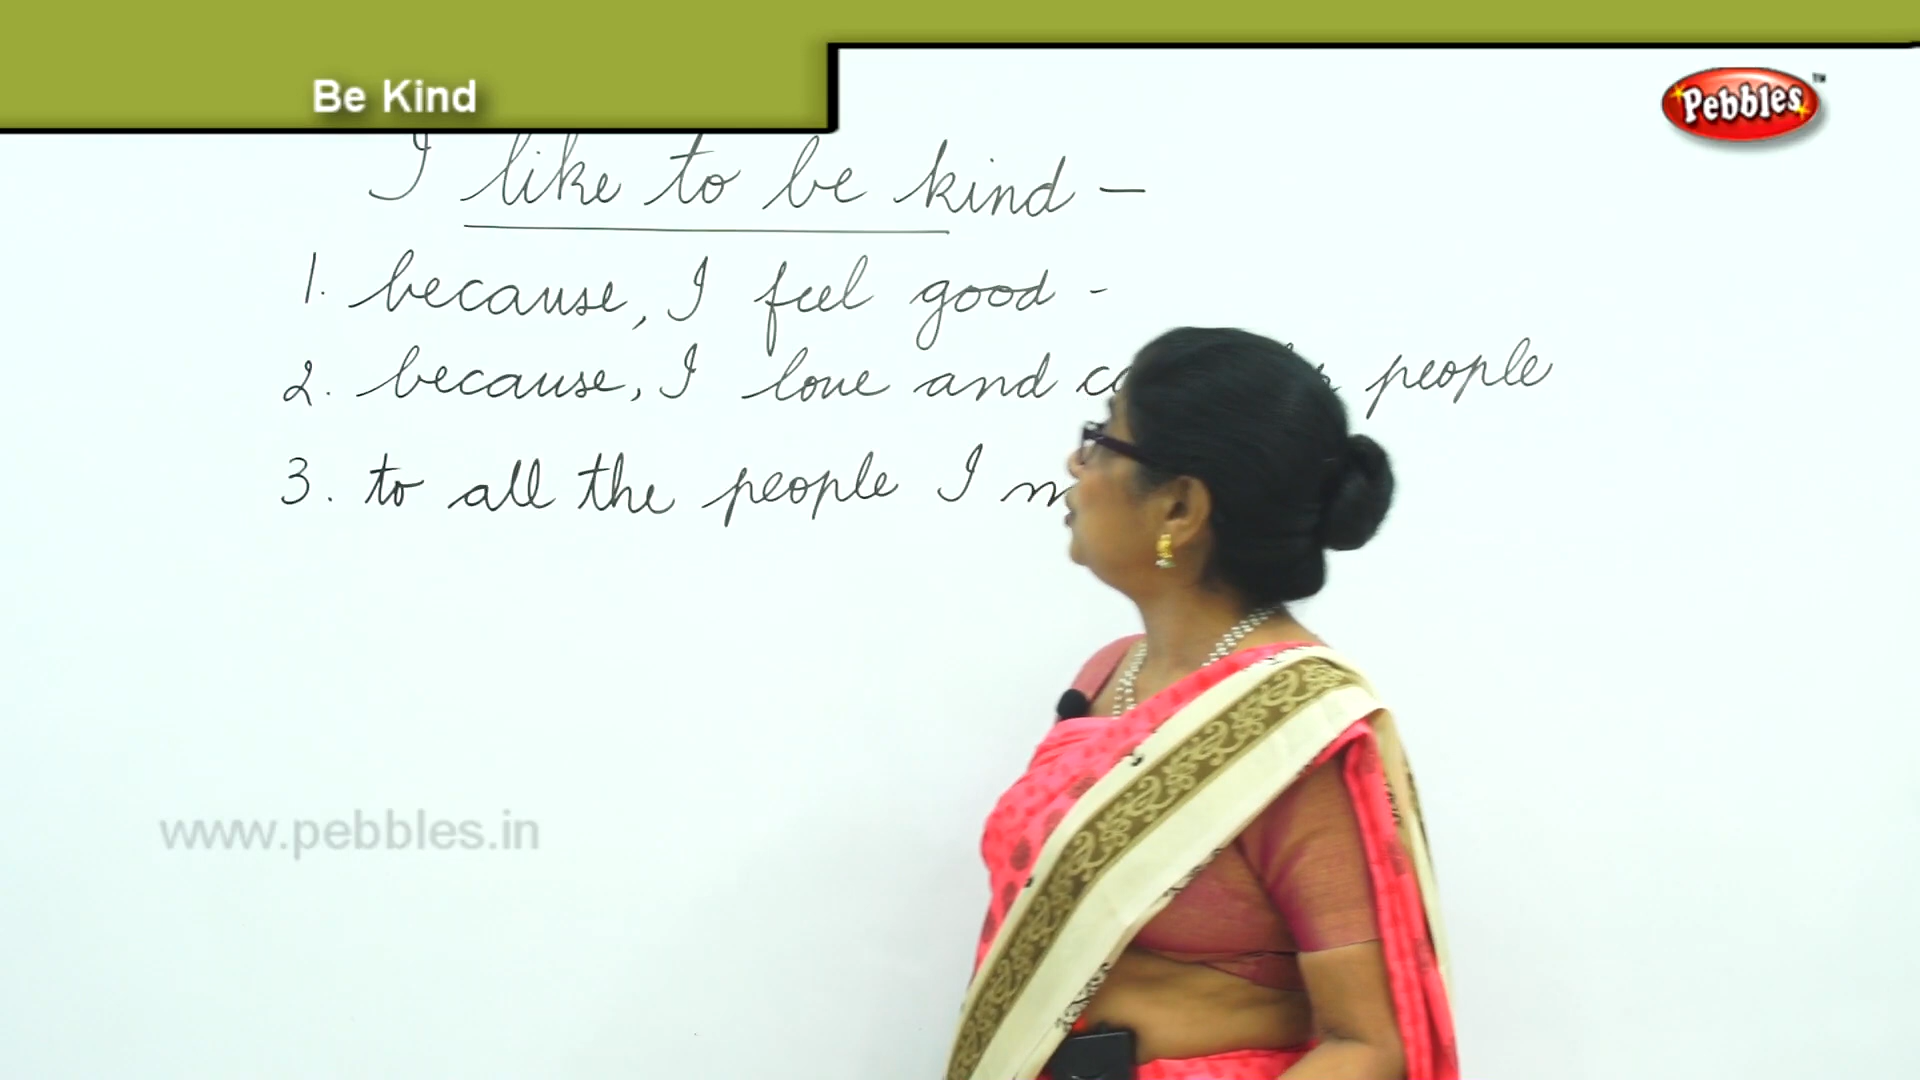 Be Kind
Pebbles TM
I like to be kind –
1. because, I feel good -
2. because, I love and people
3. to all the people I
www.pebbles.in